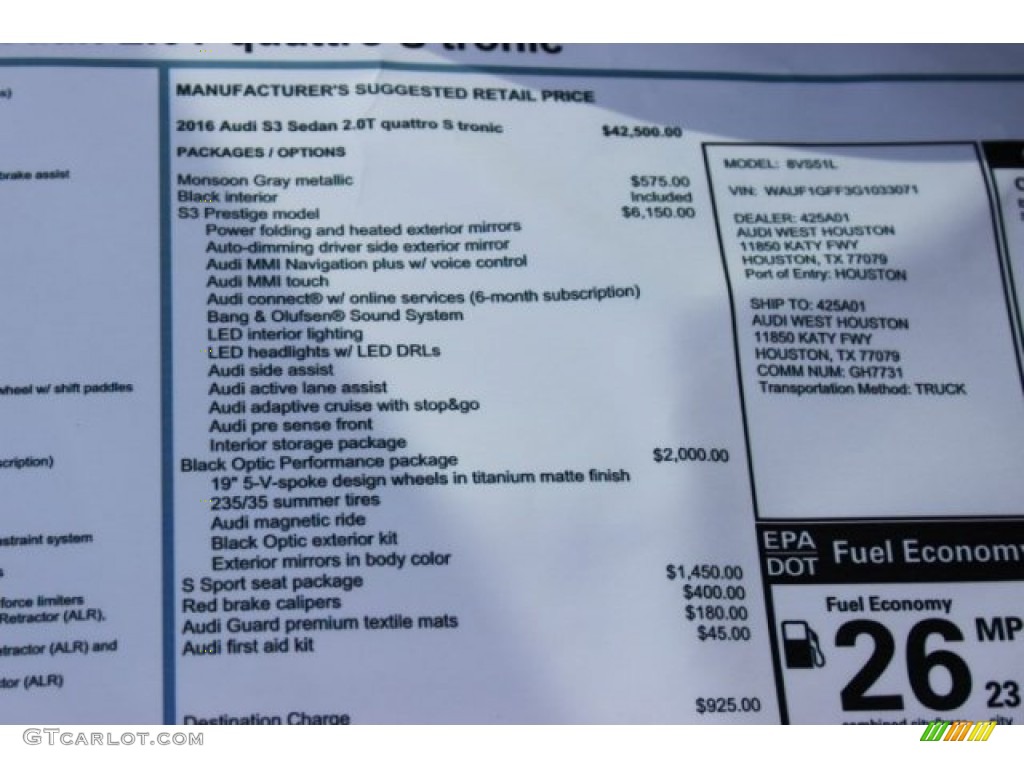 quattro S tronic
MANUFACTURER'S SUGGESTED RETAIL PRICE
2016 Audi S3 Sedan 2.0T quattro S tronic $42,500.00
PACKAGES / OPTIONS
Monsoon Gray metallic $575.00
Black interior Included
S3 Prestige model $6,150.00
Power folding and heated exterior mirrors
Auto-dimming driver side exterior mirror
Audi MMI Navigation plus w/ voice control
Audi MMI touch
Audi connect® w/ online services (6-month subscription)
Bang & Olufsen® Sound System
LED interior lighting
LED headlights w/ LED DRLs
Audi side assist
Audi active lane assist
Audi adaptive cruise with stop&go
Audi pre sense front
Interior storage package
Black Optic Performance package $2,000.00
19" 5-V-spoke design wheels in titanium matte finish
235/35 summer tires
Audi magnetic ride
Black Optic exterior kit
Exterior mirrors in body color
S Sport seat package $1,450.00
Red brake calipers $400.00
Audi Guard premium textile mats $180.00
Audi first aid kit $45.00
Destination Charge $925.00
brake assist
wheel w/ shift paddles
scription)
straint system
force limiters
Retractor (ALR),
tractor (ALR) and
tor (ALR)
MODEL: 8VS51L
VIN: WAUF1GFF3G1033071
DEALER: 425A01
AUDI WEST HOUSTON
11850 KATY FWY
HOUSTON, TX 77079
Port of Entry: HOUSTON
SHIP TO: 425A01
AUDI WEST HOUSTON
11850 KATY FWY
HOUSTON, TX 77079
COMM NUM: GH7731
Transportation Method: TRUCK
EPA
DOT
Fuel Economy
Fuel Economy
26 MP
23
GTCarLot.com